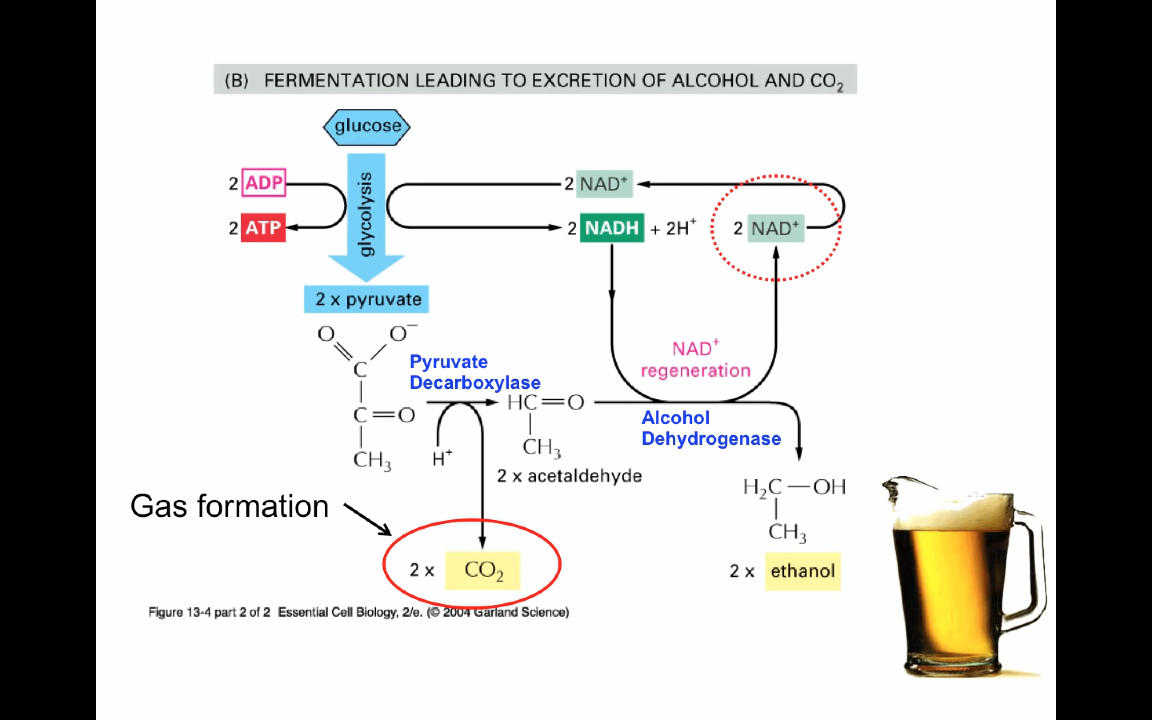 (B) FERMENTATION LEADING TO EXCRETION OF ALCOHOL AND CO₂
glucose
2 ADP
2 ATP
glycolysis
2 NAD⁺
2 NADH + 2H⁺
2 NAD⁺
2 x pyruvate
O O⁻
C
C=O
CH₃
Pyruvate
Decarboxylase
H⁺
HC=O
CH₃
2 x acetaldehyde
NAD⁺
regeneration
Alcohol
Dehydrogenase
H₂C—OH
CH₃
2 x ethanol
Gas formation
2 x CO₂
Figure 13-4 part 2 of 2 Essential Cell Biology, 2/e. (© 2004 Garland Science)